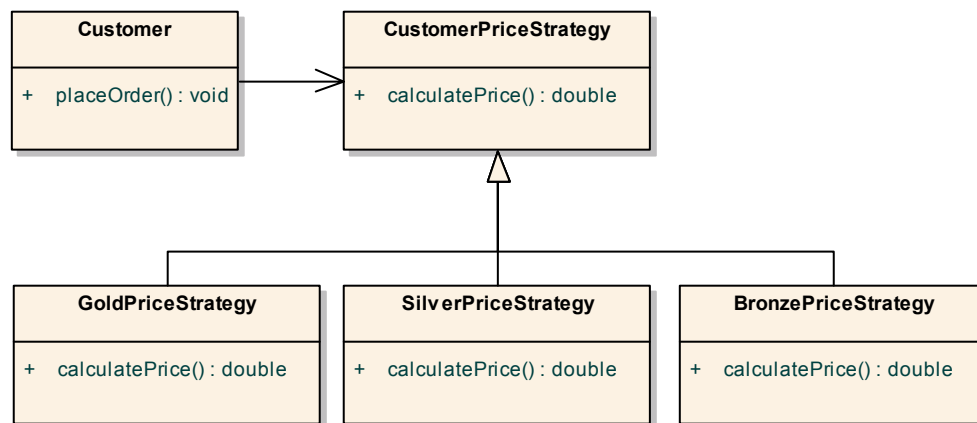 Customer
+ placeOrder() : void
CustomerPriceStrategy
+ calculatePrice() : double
GoldPriceStrategy
+ calculatePrice() : double
SilverPriceStrategy
+ calculatePrice() : double
BronzePriceStrategy
+ calculatePrice() : double